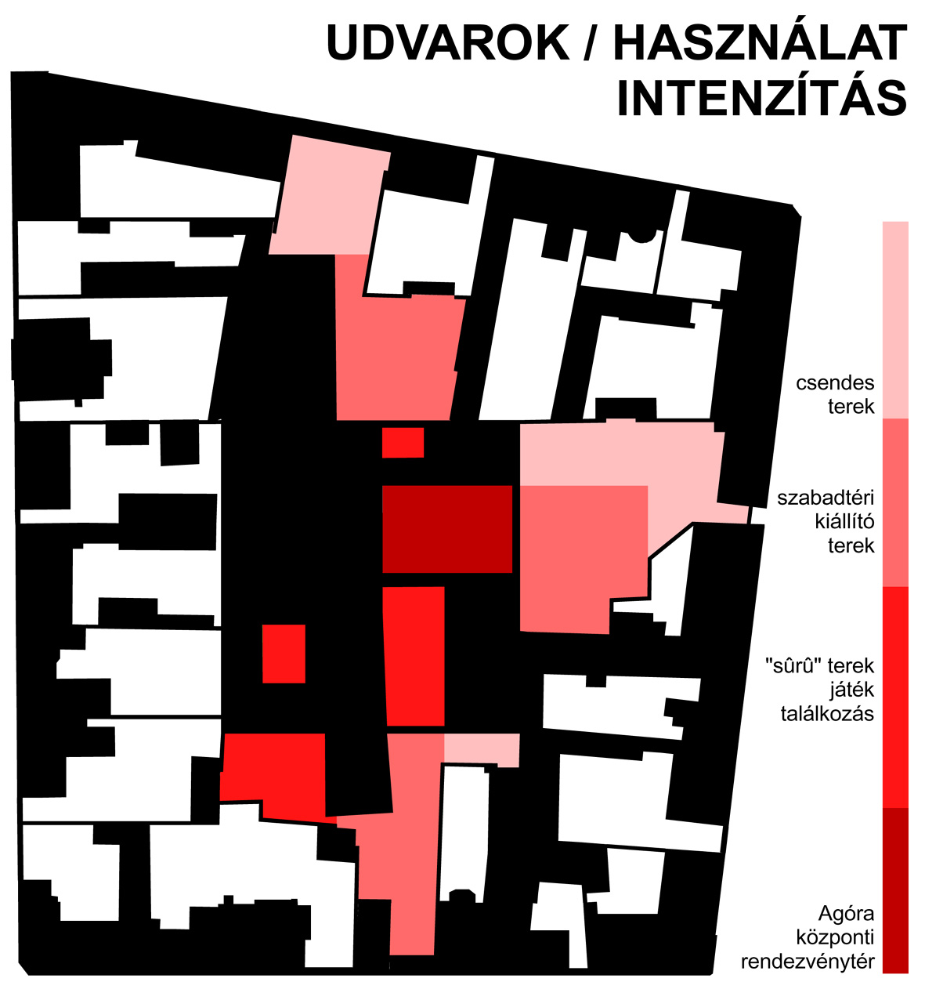 UDVAROK / HASZNÁLAT
INTENZÍTÁS
csendes
terek
szabadtéri
kiállító
terek
"sûrû" terek
játék
találkozás
Agóra
központi
rendezvénytér